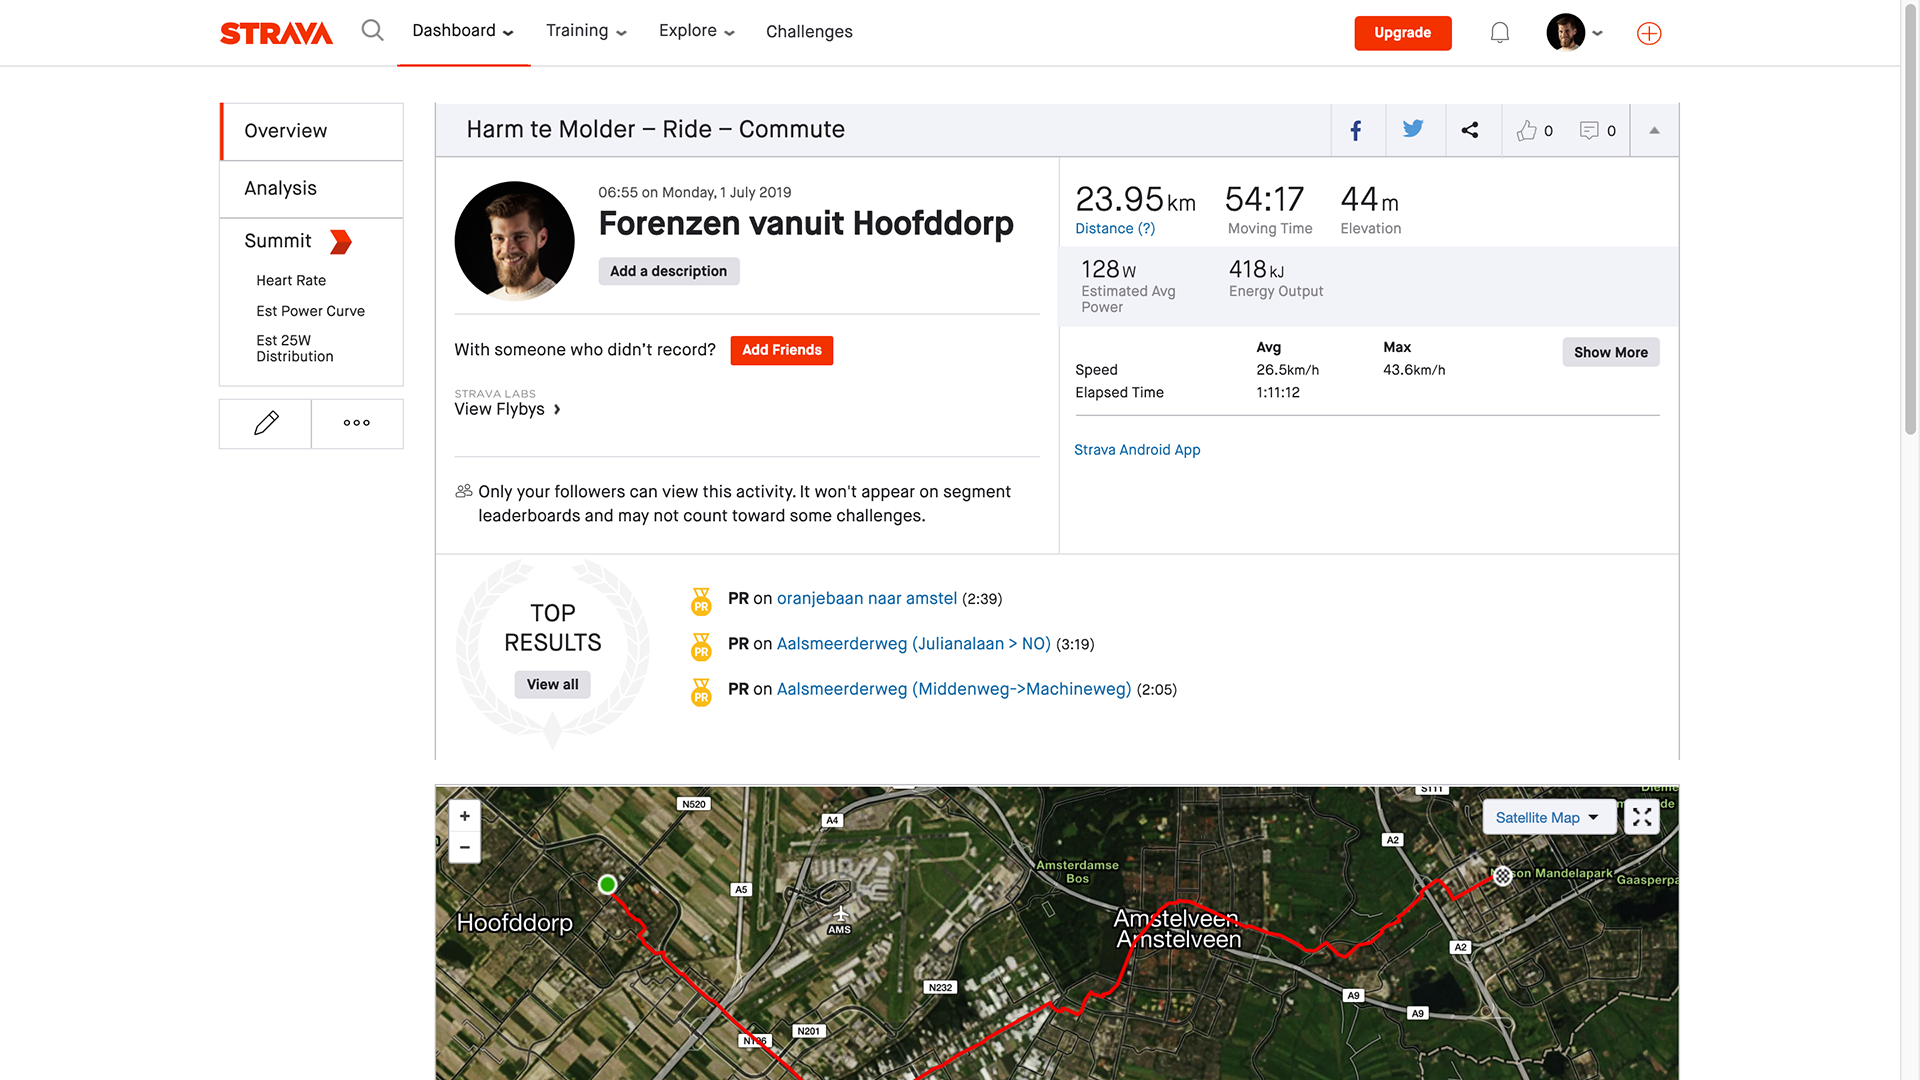 STRAVA
Dashboard
Training
Explore
Challenges
Upgrade
Overview
Analysis
Summit
Heart Rate
Est Power Curve
Est 25W
Distribution
Harm te Molder – Ride – Commute
0
0
06:55 on Monday, 1 July 2019
Forenzen vanuit Hoofddorp
Add a description
With someone who didn’t record?
Add Friends
STRAVA LABS
View Flybys
Only your followers can view this activity. It won't appear on segment
leaderboards and may not count toward some challenges.
23.95km
54:17
44m
Distance (?)
Moving Time
Elevation
128W
418kJ
Estimated Avg
Power
Energy Output
Avg
Max
Show More
Speed
26.5km/h
43.6km/h
Elapsed Time
1:11:12
Strava Android App
TOP
RESULTS
View all
PR
PR on oranjebaan naar amstel (2:39)
PR
PR on Aalsmeerderweg (Julianalaan > NO) (3:19)
PR
PR on Aalsmeerderweg (Middenweg->Machineweg) (2:05)
+
−
N520
A4
S111
Satellite Map
A2
Amsterdamse
Bos
A5
Mandelapark
Hoofddorp
AMS
Amstelveen
Amstelveen
A2
N232
A9
A9
N201